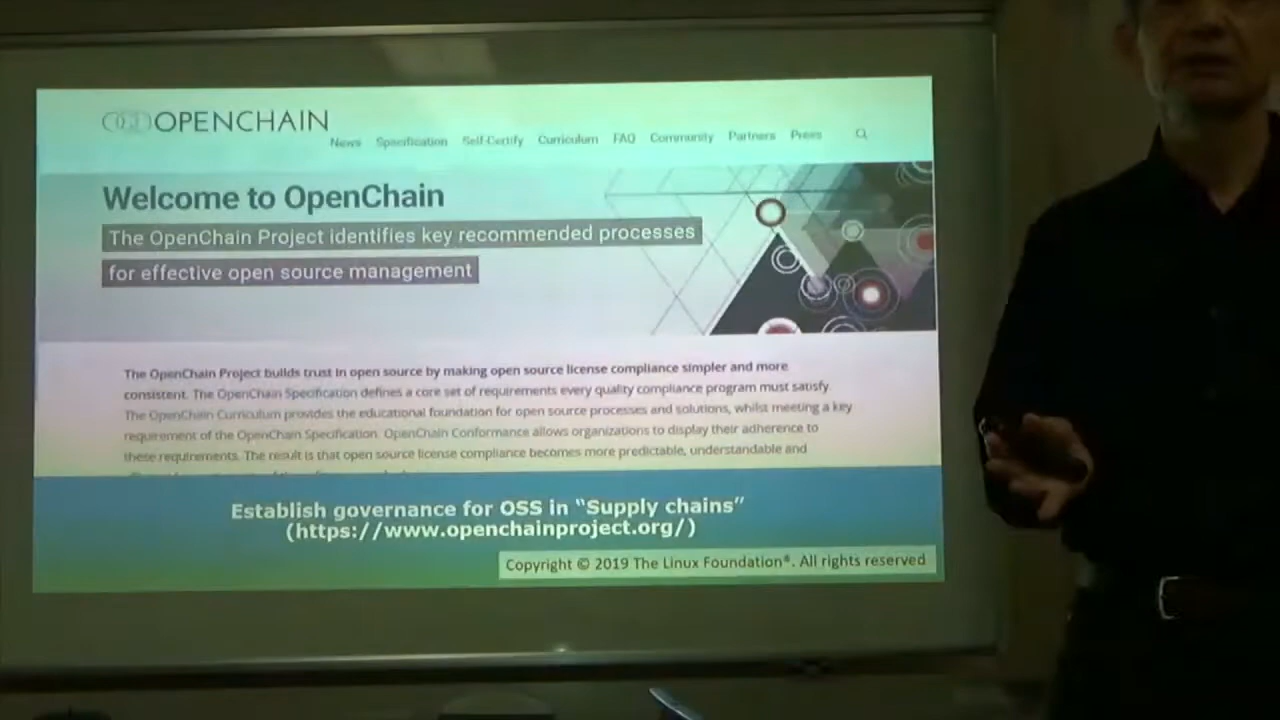 OPENCHAIN
News Specification Self-Certify Curriculum FAQ Community Partners Press
Welcome to OpenChain
The OpenChain Project identifies key recommended processes
for effective open source management
The OpenChain Project builds trust in open source by making open source license compliance simpler and more
consistent. The OpenChain Specification defines a core set of requirements every quality compliance program must satisfy.
The OpenChain Curriculum provides the educational foundation for open source processes and solutions, whilst meeting a key
requirement of the OpenChain Specification. OpenChain Conformance allows organizations to display their adherence to
these requirements. The result is that open source license compliance becomes more predictable, understandable and
Establish governance for OSS in “Supply chains”
(https://www.openchainproject.org/)
Copyright © 2019 The Linux Foundation®. All rights reserved